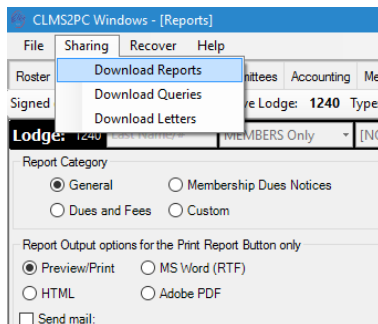 CLMS2PC Windows - [Reports]
File Sharing Recover Help
Roster Download Reports mittees Accounting Me
Download Queries
Signed ve Lodge: 1240 Type
Download Letters
Lodge: 1240 Last Name/# MEMBERS Only [NO
Report Category
General Membership Dues Notices
Dues and Fees Custom
Report Output options for the Print Report Button only
Preview/Print MS Word (RTF)
HTML Adobe PDF
Send mail: